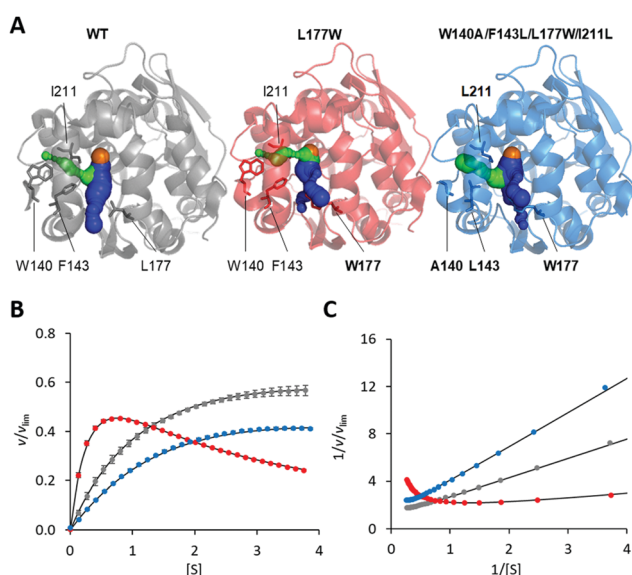 A
WT L177W W140A/F143L/L177W/I211L
I211 I211 L211
W140 F143 L177 W140 F143 W177 A140 L143 W177
B C
0.8 16
0.6 12
0.4 8
0.2 4
0.0 0
0 1 2 3 4 0 1 2 3 4
v/vlim 1/v/vlim
[S] 1/[S]